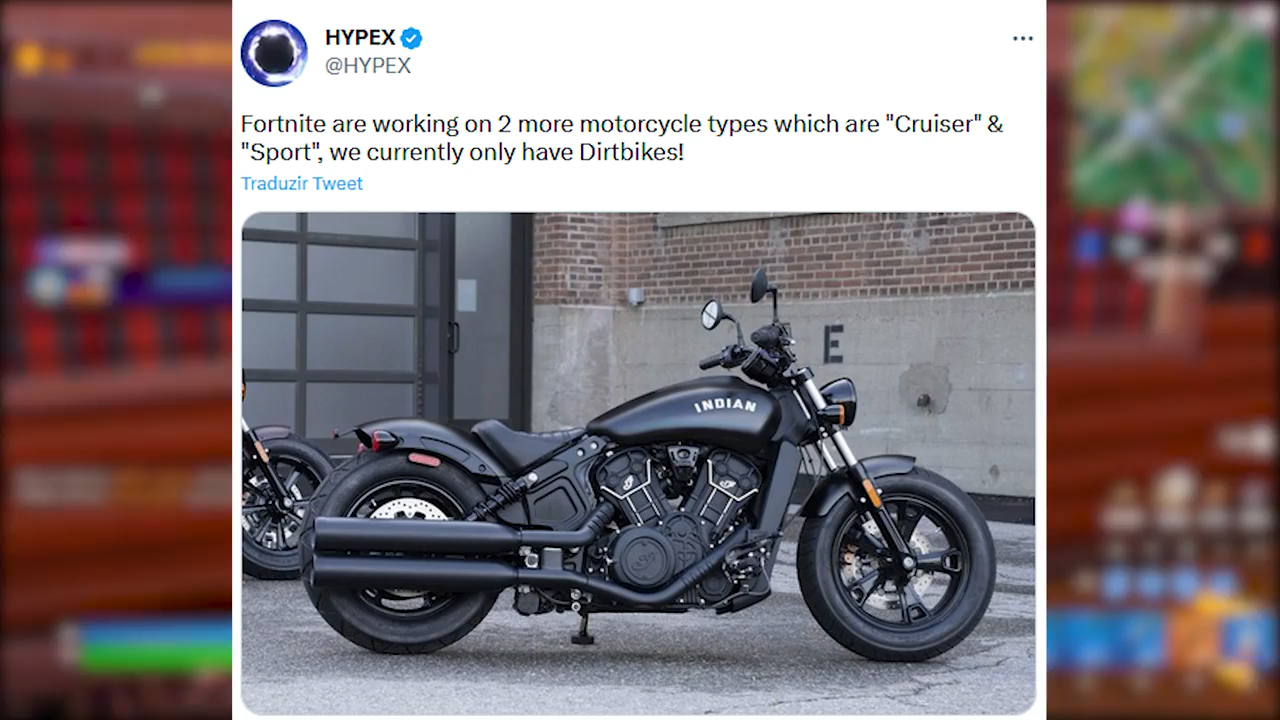 HYPEX
@HYPEX
Fortnite are working on 2 more motorcycle types which are "Cruiser" &
"Sport", we currently only have Dirtbikes!
Traduzir Tweet
E
INDIAN